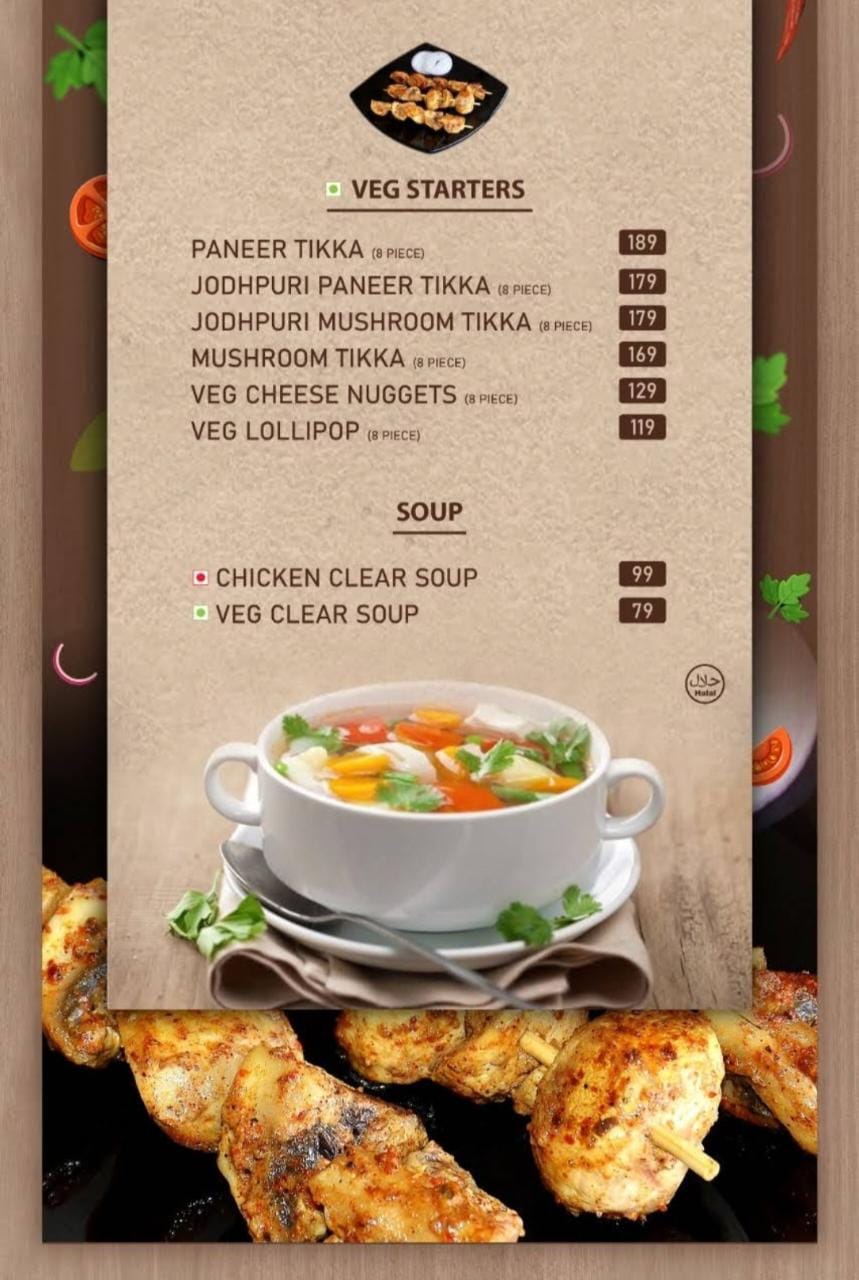 VEG STARTERS
PANEER TIKKA (8 PIECE) 189
JODHPURI PANEER TIKKA (8 PIECE) 179
JODHPURI MUSHROOM TIKKA (8 PIECE) 179
MUSHROOM TIKKA (8 PIECE) 169
VEG CHEESE NUGGETS (8 PIECE) 129
VEG LOLLIPOP (8 PIECE) 119
SOUP
CHICKEN CLEAR SOUP 99
VEG CLEAR SOUP 79
حلال
Halal